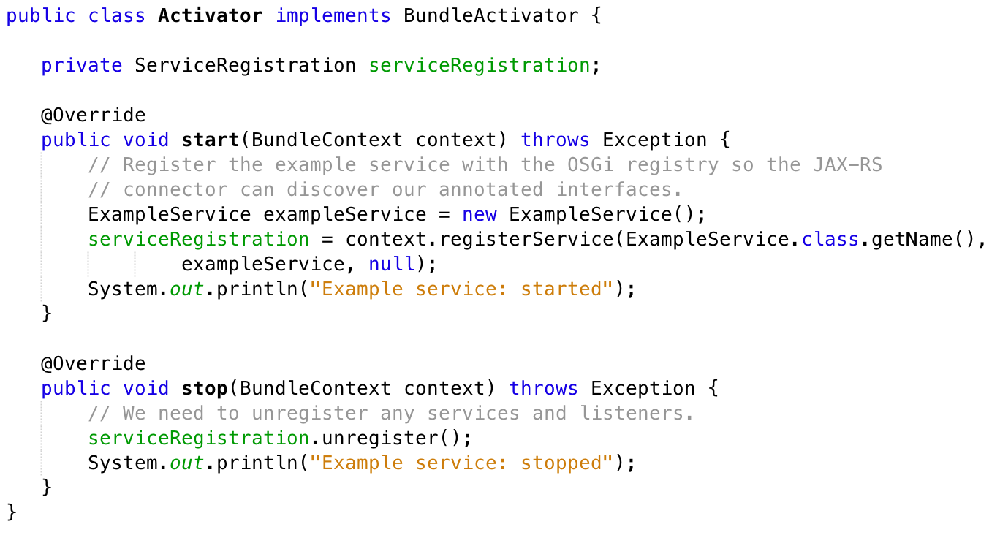 public class Activator implements BundleActivator {
private ServiceRegistration serviceRegistration;
@Override
public void start(BundleContext context) throws Exception {
// Register the example service with the OSGi registry so the JAX-RS
// connector can discover our annotated interfaces.
ExampleService exampleService = new ExampleService();
serviceRegistration = context.registerService(ExampleService.class.getName(),
exampleService, null);
System.out.println("Example service: started");
}
@Override
public void stop(BundleContext context) throws Exception {
// We need to unregister any services and listeners.
serviceRegistration.unregister();
System.out.println("Example service: stopped");
}
}